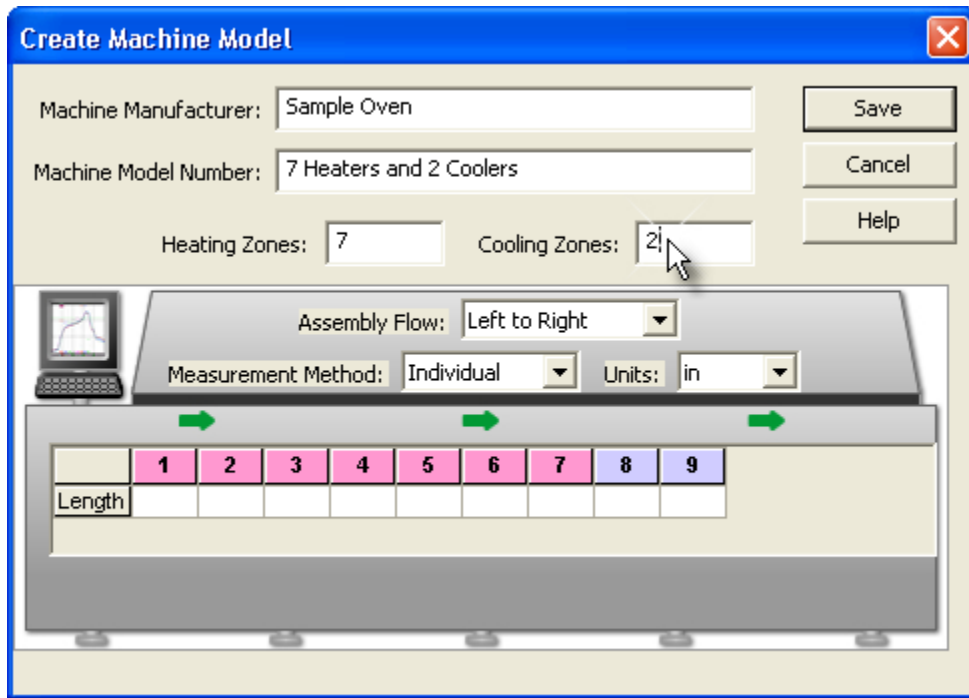 Create Machine Model
Machine Manufacturer: Sample Oven Save
Machine Model Number: 7 Heaters and 2 Coolers Cancel
Heating Zones: 7 Cooling Zones: 2 Help
Assembly Flow: Left to Right
Measurement Method: Individual Units: in
1 2 3 4 5 6 7 8 9
Length